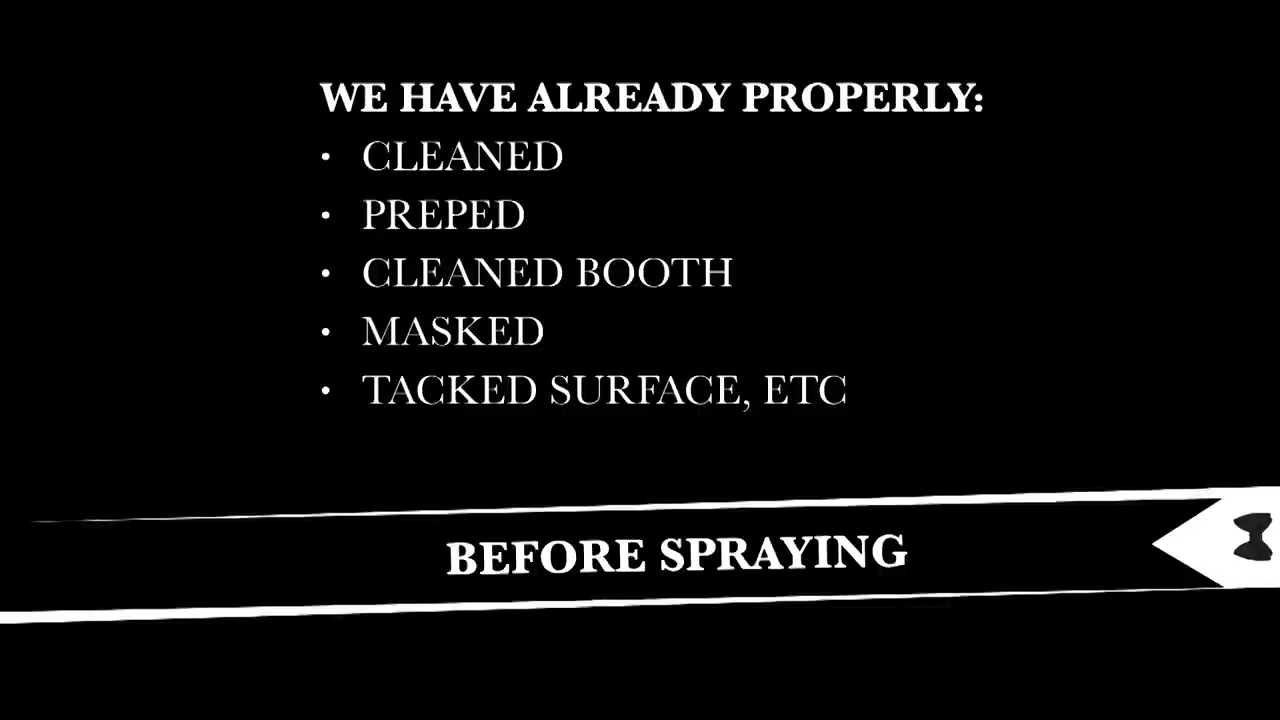 WE HAVE ALREADY PROPERLY:
• CLEANED
• PREPED
• CLEANED BOOTH
• MASKED
• TACKED SURFACE, ETC
BEFORE SPRAYING